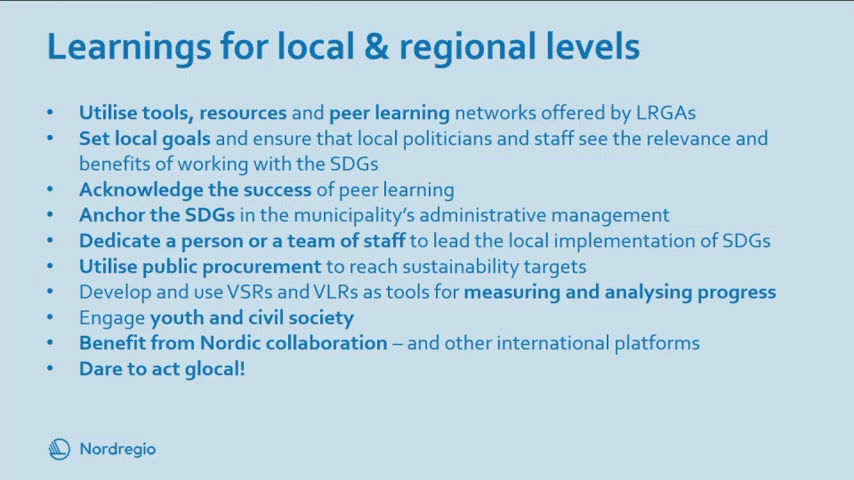 Learnings for local & regional levels
• Utilise tools, resources and peer learning networks offered by LRGAs
• Set local goals and ensure that local politicians and staff see the relevance and
benefits of working with the SDGs
• Acknowledge the success of peer learning
• Anchor the SDGs in the municipality's administrative management
• Dedicate a person or a team of staff to lead the local implementation of SDGs
• Utilise public procurement to reach sustainability targets
• Develop and use VSRs and VLRs as tools for measuring and analysing progress
• Engage youth and civil society
• Benefit from Nordic collaboration – and other international platforms
• Dare to act glocal!
Nordregio